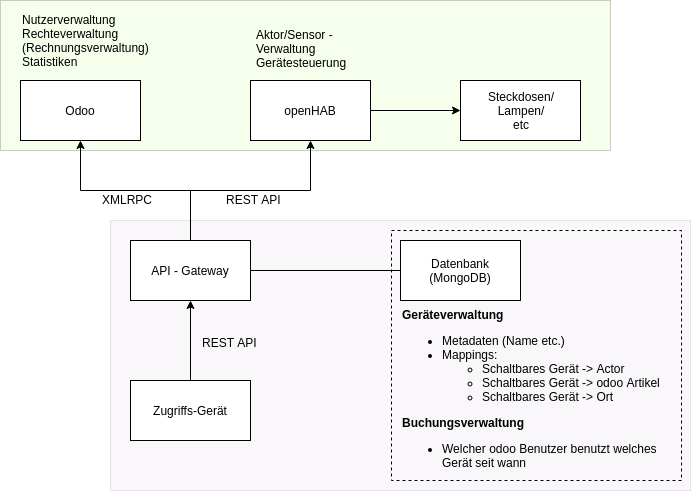 Nutzerverwaltung
Rechteverwaltung
(Rechnungsverwaltung)
Statistiken
Aktor/Sensor -
Verwaltung
Gerätesteuerung
Odoo
openHAB
Steckdosen/
Lampen/
etc
XMLRPC
REST API
API - Gateway
Datenbank
(MongoDB)
Geräteverwaltung
• Metadaten (Name etc.)
• Mappings:
◦ Schaltbares Gerät -> Actor
◦ Schaltbares Gerät -> odoo Artikel
◦ Schaltbares Gerät -> Ort
REST API
Zugriffs-Gerät
Buchungsverwaltung
• Welcher odoo Benutzer benutzt welches
Gerät seit wann